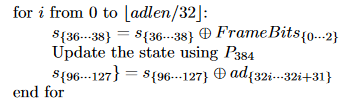 for i from 0 to ⌊adlen/32⌋:
s{36···38} = s{36···38} ⊕ FrameBits{0···2}
Update the state using P384
s{96···127} = s{96···127} ⊕ ad{32i···32i+31}
end for